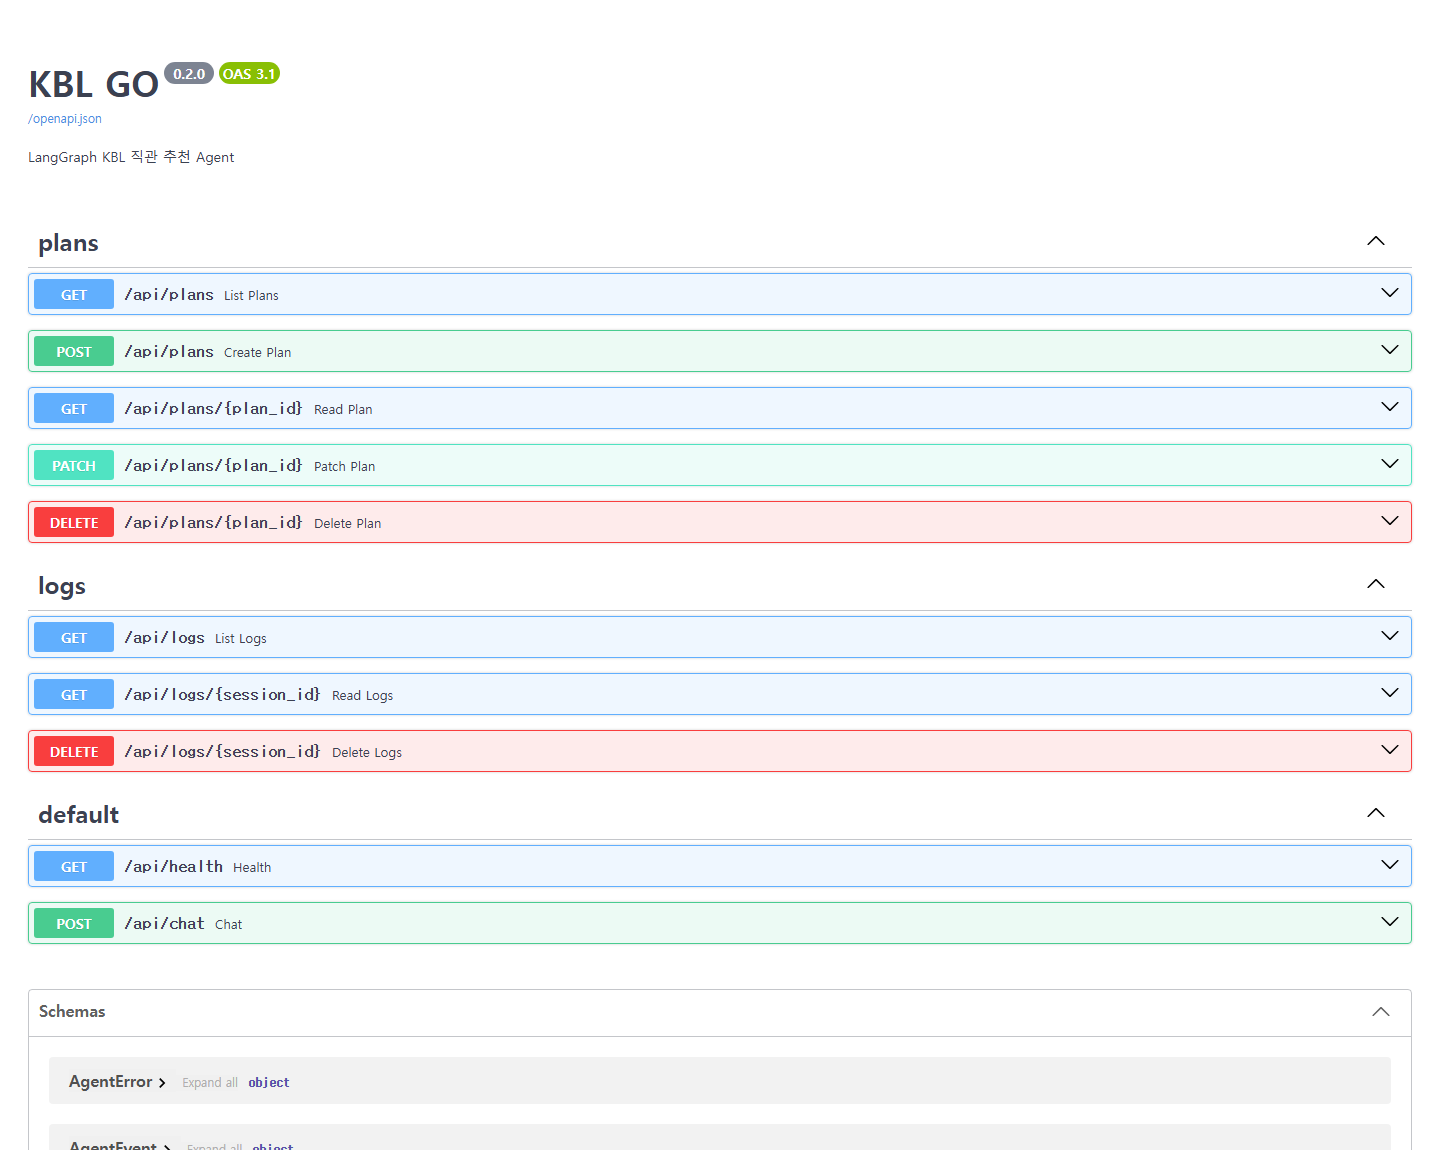 KBL GO 0.2.0 OAS 3.1
/openapi.json
LangGraph KBL 직관 추천 Agent
plans
GET /api/plans List Plans
POST /api/plans Create Plan
GET /api/plans/{plan_id} Read Plan
PATCH /api/plans/{plan_id} Patch Plan
DELETE /api/plans/{plan_id} Delete Plan
logs
GET /api/logs List Logs
GET /api/logs/{session_id} Read Logs
DELETE /api/logs/{session_id} Delete Logs
default
GET /api/health Health
POST /api/chat Chat
Schemas
AgentError Expand all object
AgentEvent Expand all object